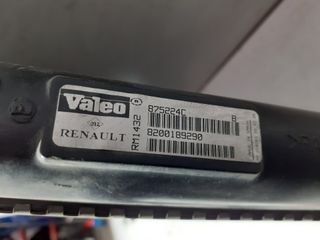 Valeo
875224C
B
RENAULT
RM1432
8200189290